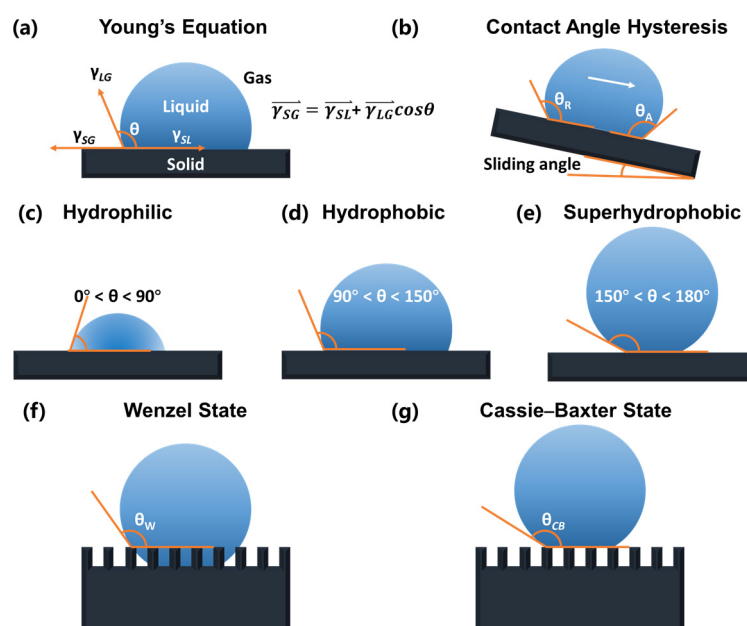 (a) Young's Equation
γLG
Gas
Liquid
θ
γSG
γSL
Solid
γSG = γSL + γLG cosθ
(b) Contact Angle Hysteresis
θR
θA
Sliding angle
(c) Hydrophilic
0° < θ < 90°
(d) Hydrophobic
90° < θ < 150°
(e) Superhydrophobic
150° < θ < 180°
(f) Wenzel State
θW
(g) Cassie–Baxter State
θCB